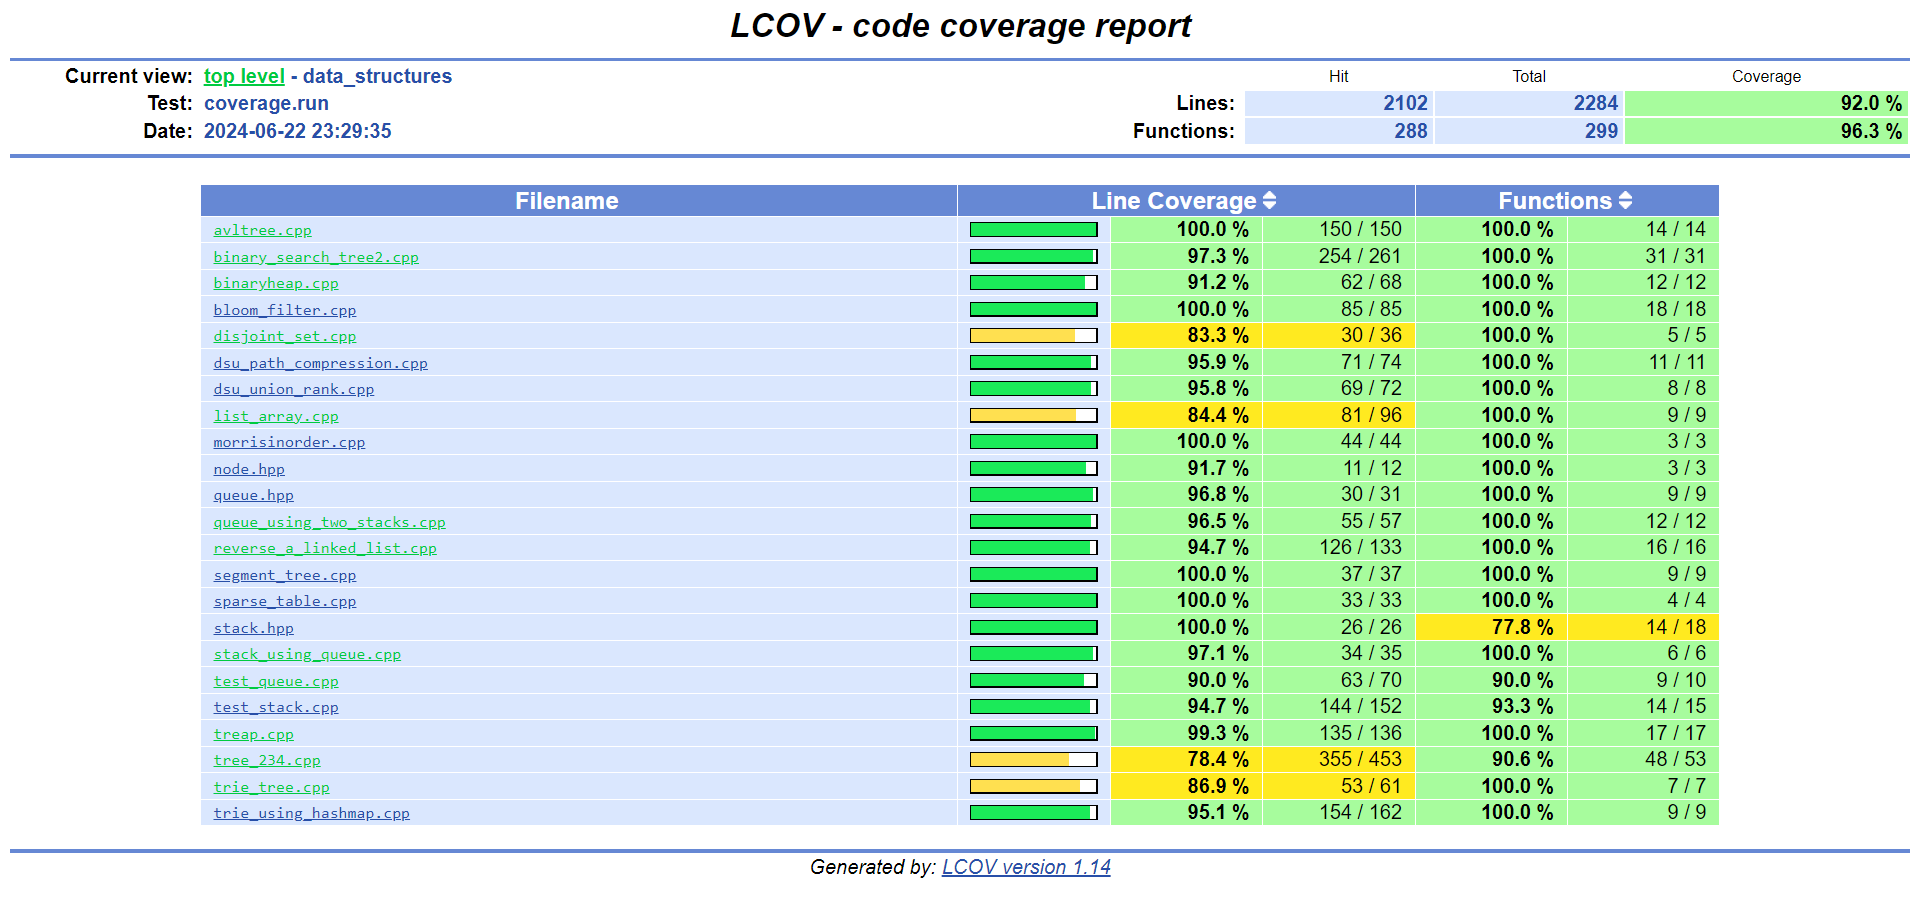 LCOV - code coverage report
Current view: top level - data_structures Hit Total Coverage
Test: coverage.run Lines: 2102 2284 92.0 %
Date: 2024-06-22 23:29:35 Functions: 288 299 96.3 %
Filename Line Coverage Functions
avltree.cpp 100.0 % 150 / 150 100.0 % 14 / 14
binary_search_tree2.cpp 97.3 % 254 / 261 100.0 % 31 / 31
binaryheap.cpp 91.2 % 62 / 68 100.0 % 12 / 12
bloom_filter.cpp 100.0 % 85 / 85 100.0 % 18 / 18
disjoint_set.cpp 83.3 % 30 / 36 100.0 % 5 / 5
dsu_path_compression.cpp 95.9 % 71 / 74 100.0 % 11 / 11
dsu_union_rank.cpp 95.8 % 69 / 72 100.0 % 8 / 8
list_array.cpp 84.4 % 81 / 96 100.0 % 9 / 9
morrisinorder.cpp 100.0 % 44 / 44 100.0 % 3 / 3
node.hpp 91.7 % 11 / 12 100.0 % 3 / 3
queue.hpp 96.8 % 30 / 31 100.0 % 9 / 9
queue_using_two_stacks.cpp 96.5 % 55 / 57 100.0 % 12 / 12
reverse_a_linked_list.cpp 94.7 % 126 / 133 100.0 % 16 / 16
segment_tree.cpp 100.0 % 37 / 37 100.0 % 9 / 9
sparse_table.cpp 100.0 % 33 / 33 100.0 % 4 / 4
stack.hpp 100.0 % 26 / 26 77.8 % 14 / 18
stack_using_queue.cpp 97.1 % 34 / 35 100.0 % 6 / 6
test_queue.cpp 90.0 % 63 / 70 90.0 % 9 / 10
test_stack.cpp 94.7 % 144 / 152 93.3 % 14 / 15
treap.cpp 99.3 % 135 / 136 100.0 % 17 / 17
tree_234.cpp 78.4 % 355 / 453 90.6 % 48 / 53
trie_tree.cpp 86.9 % 53 / 61 100.0 % 7 / 7
trie_using_hashmap.cpp 95.1 % 154 / 162 100.0 % 9 / 9
Generated by: LCOV version 1.14